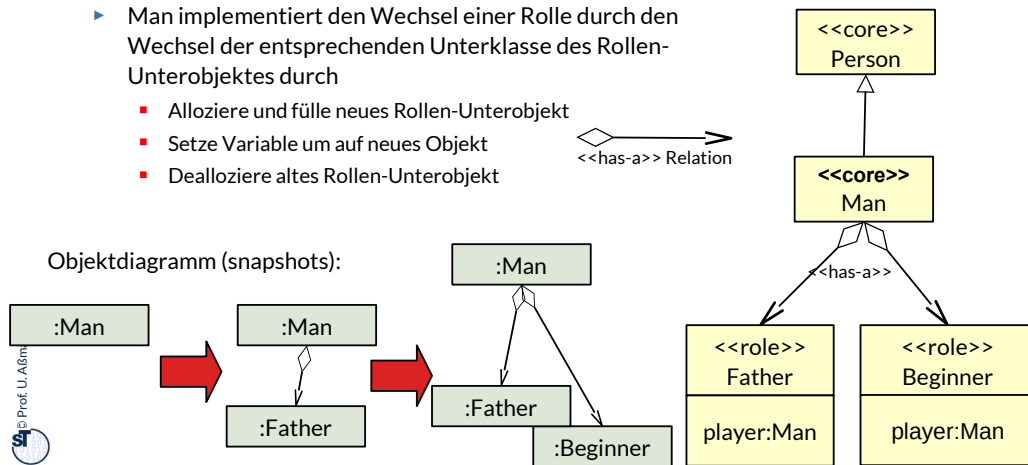 Man implementiert den Wechsel einer Rolle durch den
Wechsel der entsprechenden Unterklasse des Rollen-
Unterobjektes durch
Alloziere und fülle neues Rollen-Unterobjekt
Setze Variable um auf neues Objekt
Dealloziere altes Rollen-Unterobjekt
<<has-a>> Relation
<<core>>
Person
<<core>>
Man
<<has-a>>
<<role>>
Father
player:Man
<<role>>
Beginner
player:Man
Objektdiagramm (snapshots):
:Man
:Man
:Father
:Man
:Father
:Beginner
© Prof. U. Aßma
ST